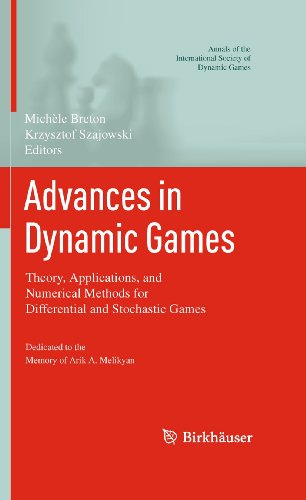 Annals of the
International Society of
Dynamic Games
Michèle Breton
Krzysztof Szajowski
Editors
Advances in
Dynamic Games
Theory, Applications, and
Numerical Methods for
Differential and Stochastic Games
Dedicated to the
Memory of Arik A. Melikyan
Birkhäuser